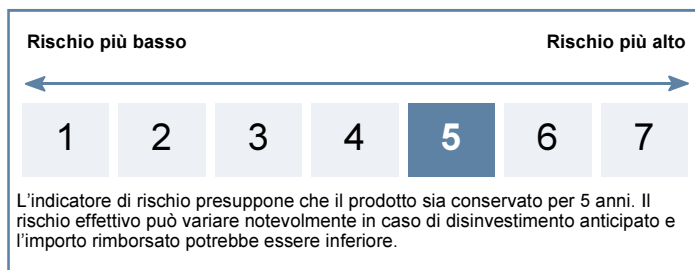 Rischio più basso Rischio più alto
1 2 3 4 5 6 7
L'indicatore di rischio presuppone che il prodotto sia conservato per 5 anni. Il
rischio effettivo può variare notevolmente in caso di disinvestimento anticipato e
l'importo rimborsato potrebbe essere inferiore.